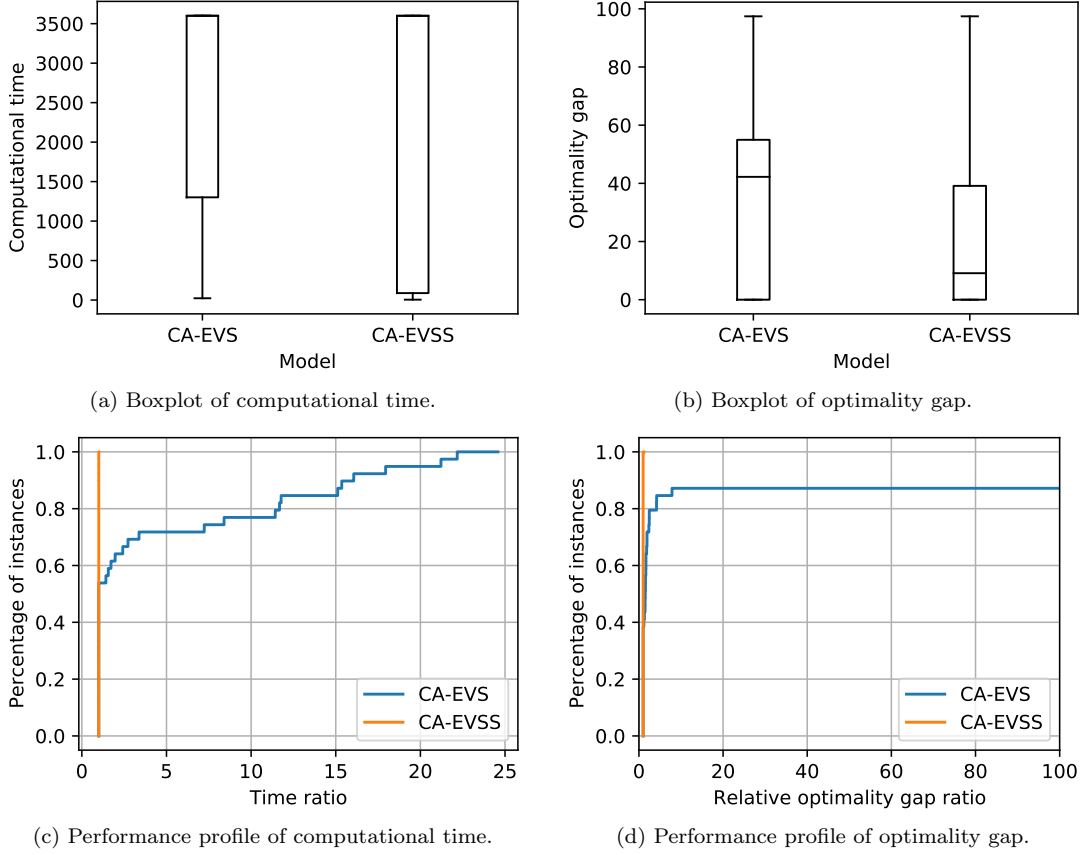 3500
3000
2500
2000
1500
1000
500
0
Computational time
CA-EVS CA-EVSS
Model
(a) Boxplot of computational time.
100
80
60
40
20
0
Optimality gap
CA-EVS CA-EVSS
Model
(b) Boxplot of optimality gap.
1.0
0.8
0.6
0.4
0.2
0.0
Percentage of instances
CA-EVS
CA-EVSS
0 5 10 15 20 25
Time ratio
(c) Performance profile of computational time.
1.0
0.8
0.6
0.4
0.2
0.0
Percentage of instances
CA-EVS
CA-EVSS
0 20 40 60 80 100
Relative optimality gap ratio
(d) Performance profile of optimality gap.